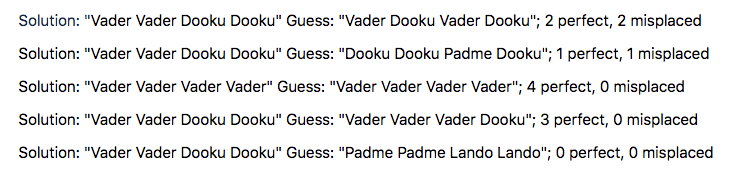 Solution: "Vader Vader Dooku Dooku" Guess: "Vader Dooku Vader Dooku"; 2 perfect, 2 misplaced
Solution: "Vader Vader Dooku Dooku" Guess: "Dooku Dooku Padme Dooku"; 1 perfect, 1 misplaced
Solution: "Vader Vader Vader Vader" Guess: "Vader Vader Vader Vader"; 4 perfect, 0 misplaced
Solution: "Vader Vader Dooku Dooku" Guess: "Vader Vader Vader Dooku"; 3 perfect, 0 misplaced
Solution: "Vader Vader Dooku Dooku" Guess: "Padme Padme Lando Lando"; 0 perfect, 0 misplaced